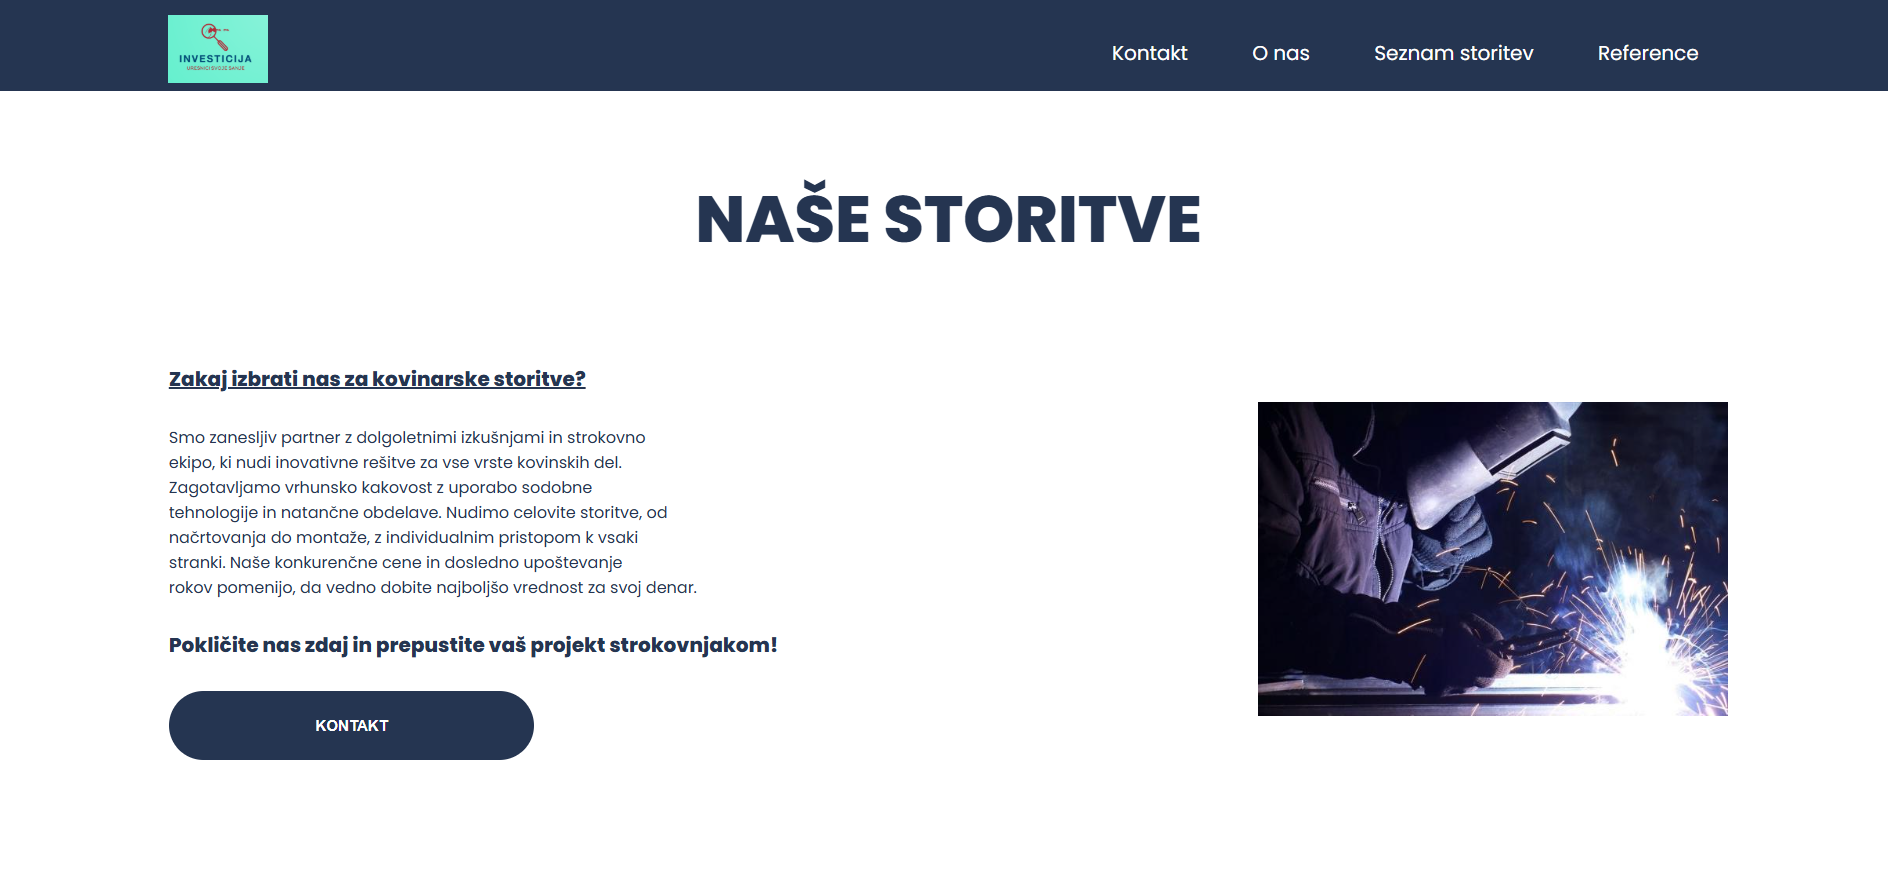 INVESTICIJA
URESNIČI SVOJE SANJE
Kontakt
O nas
Seznam storitev
Reference
NAŠE STORITVE
Zakaj izbrati nas za kovinarske storitve?
Smo zanesljiv partner z dolgoletnimi izkušnjami in strokovno
ekipo, ki nudi inovativne rešitve za vse vrste kovinskih del.
Zagotavljamo vrhunsko kakovost z uporabo sodobne
tehnologije in natančne obdelave. Nudimo celovite storitve, od
načrtovanja do montaže, z individualnim pristopom k vsaki
stranki. Naše konkurenčne cene in dosledno upoštevanje
rokov pomenijo, da vedno dobite najboljšo vrednost za svoj denar.
Pokličite nas zdaj in prepustite vaš projekt strokovnjakom!
KONTAKT